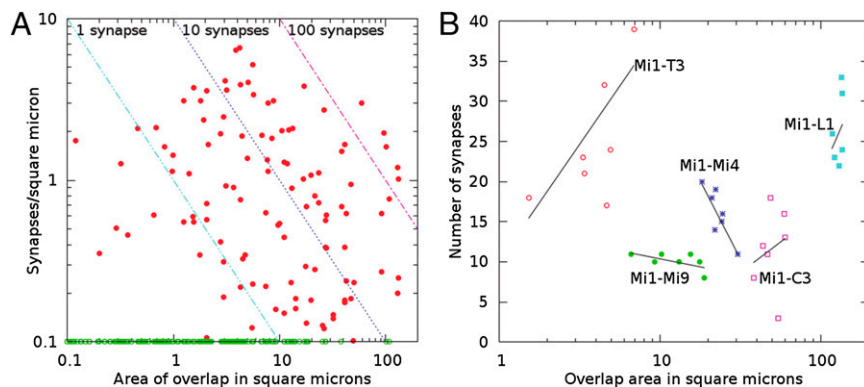 A
1 synapse
10 synapses
100 synapses
10
1
0.1
Synapses/square micron
0.1
1
10
100
Area of overlap in square microns
B
40
35
30
25
20
15
10
5
0
Number of synapses
Mi1-T3
Mi1-L1
Mi1-Mi4
Mi1-Mi9
Mi1-C3
1
10
100
Overlap area in square microns